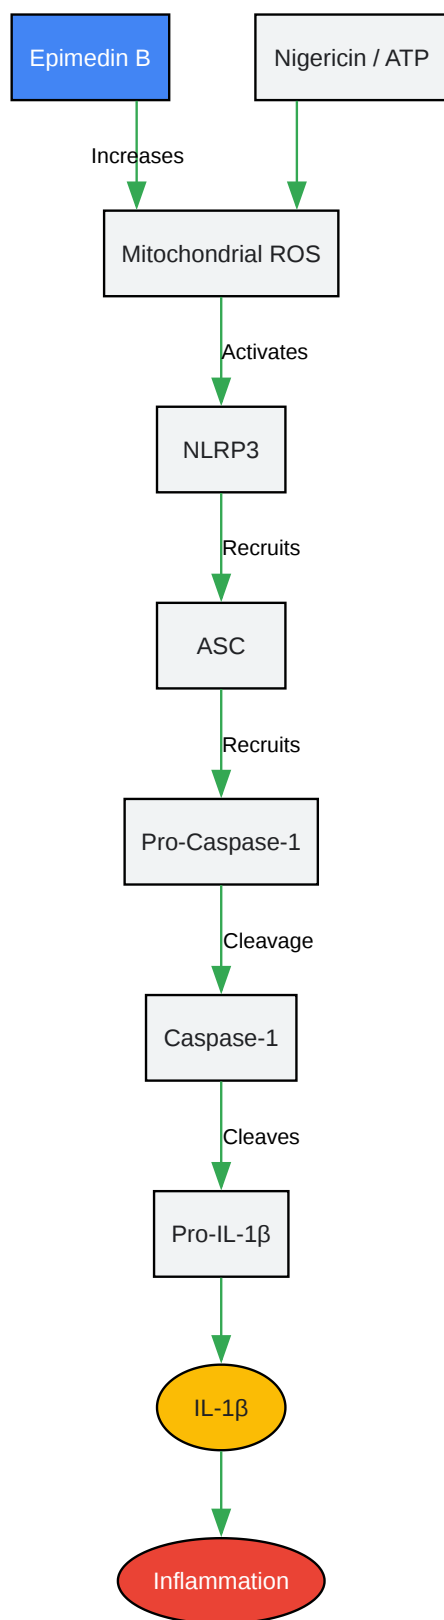 Epimedin B
Nigericin / ATP
Increases
Mitochondrial ROS
Activates
NLRP3
Recruits
ASC
Recruits
Pro-Caspase-1
Cleavage
Caspase-1
Cleaves
Pro-IL-1β
IL-1β
Inflammation